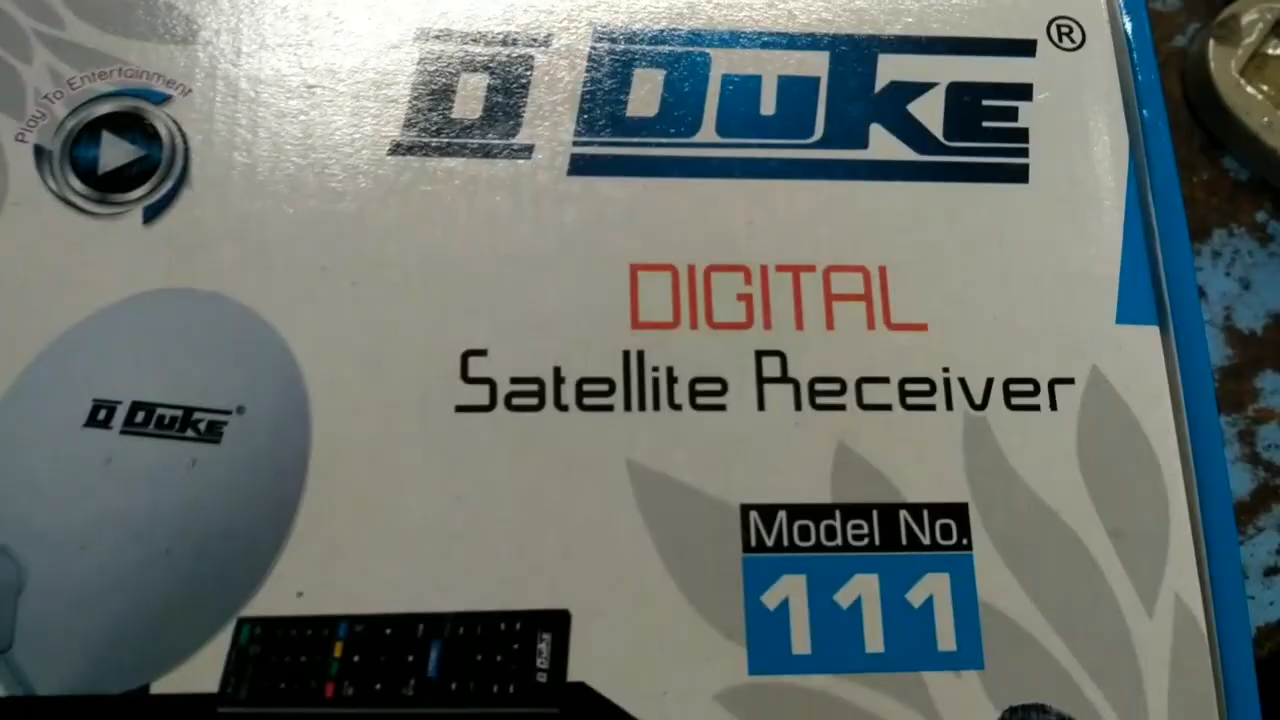 Play To Entertainment
D DUKE ®
DIGITAL
Satellite Receiver
D DUKE
Model No.
111